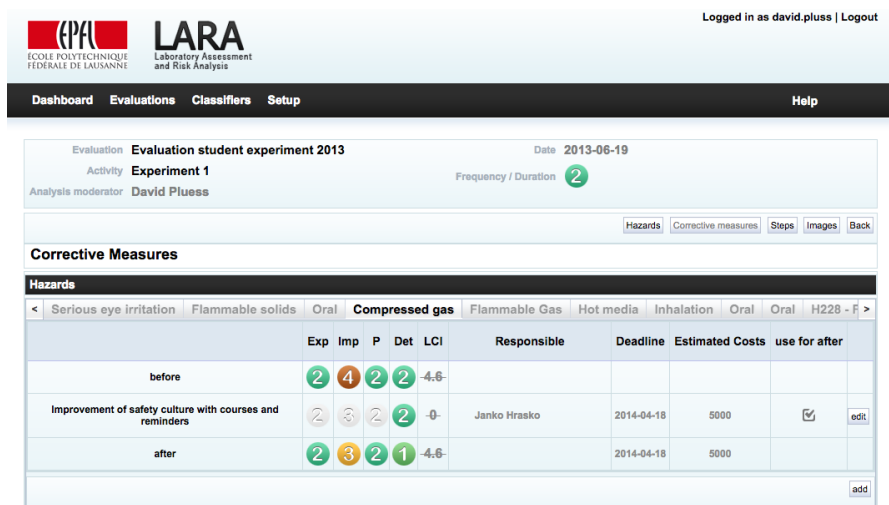 Logged in as david.pluss | Logout
EPFL
ÉCOLE POLYTECHNIQUE
FÉDÉRALE DE LAUSANNE
LARA
Laboratory Assessment
and Risk Analysis
Dashboard Evaluations Classifiers Setup Help
Evaluation Evaluation student experiment 2013 Date 2013-06-19
Activity Experiment 1 Frequency / Duration 2
Analysis moderator David Pluess
Hazards Corrective measures Steps Images Back
Corrective Measures
Hazards
< Serious eye irritation Flammable solids Oral Compressed gas Flammable Gas Hot media Inhalation Oral Oral H228 - F >
Exp Imp P Det LCI Responsible Deadline Estimated Costs use for after
before 2 4 2 2 -4.6-
Improvement of safety culture with courses and
reminders 2 3 2 2 -0- Janko Hrasko 2014-04-18 5000 edit
after 2 3 2 1 -4.6- 2014-04-18 5000
add